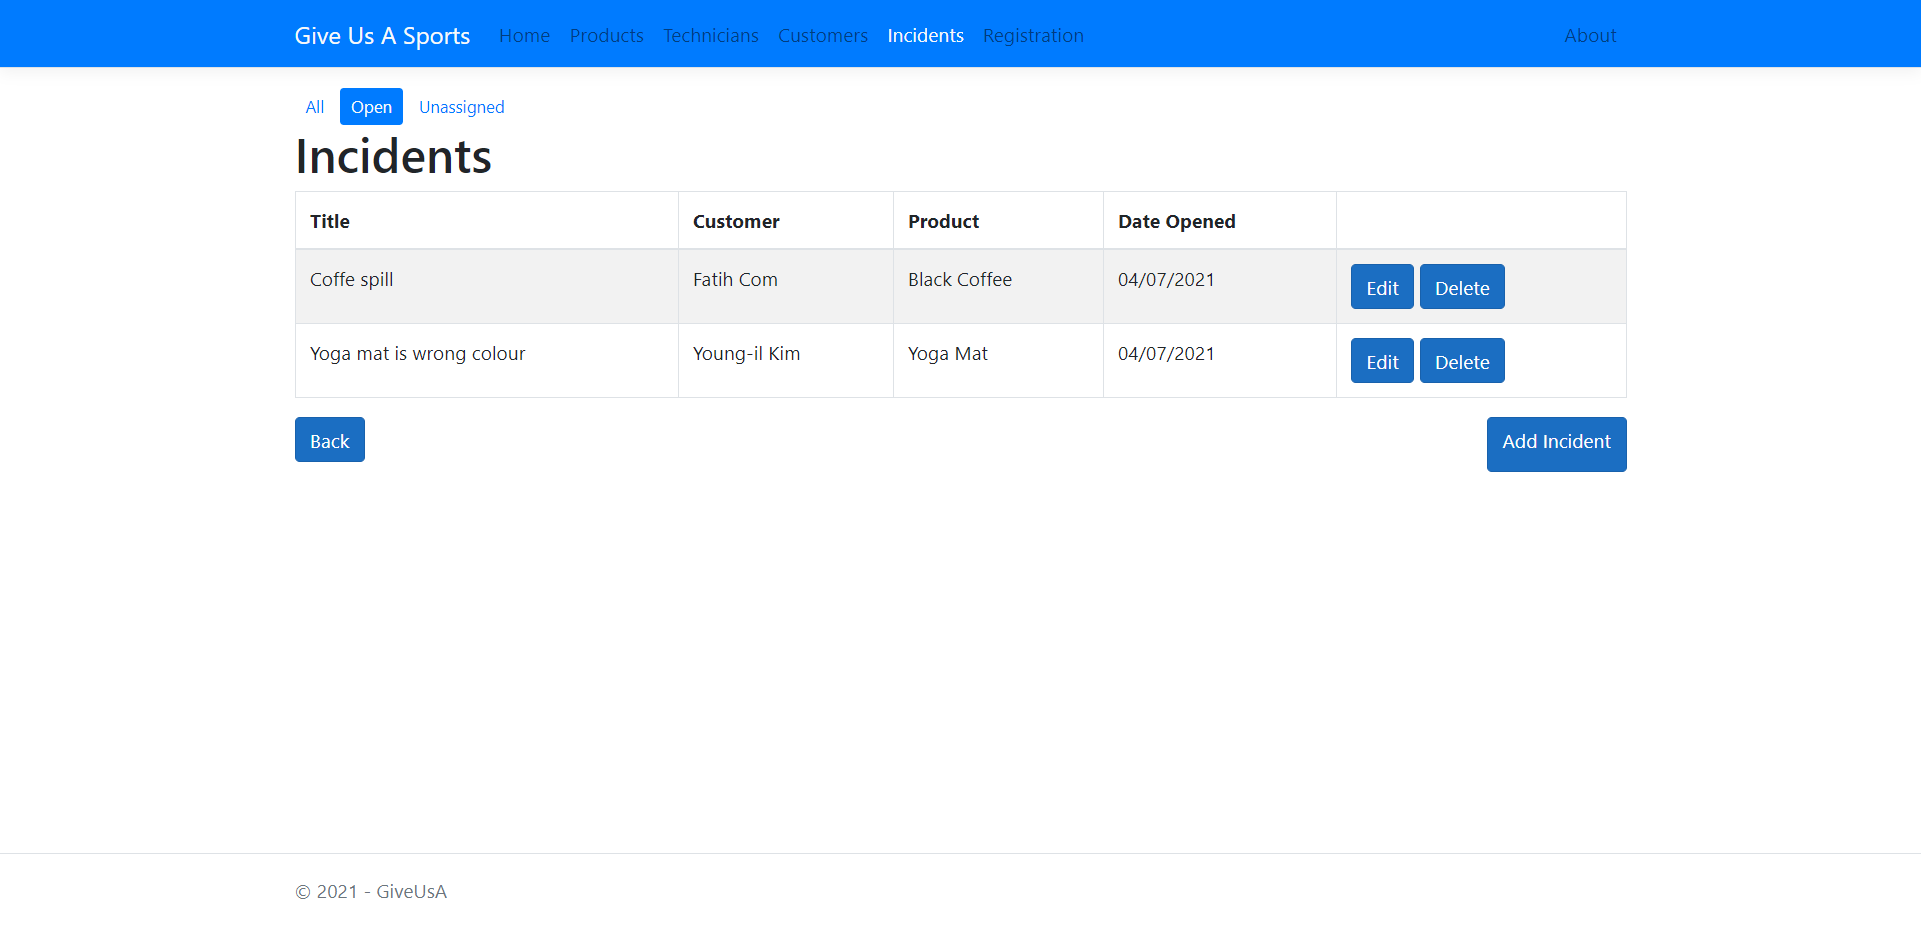 Give Us A Sports Home Products Technicians Customers Incidents Registration About
All Open Unassigned
Incidents
Title Customer Product Date Opened
Coffe spill Fatih Com Black Coffee 04/07/2021 Edit Delete
Yoga mat is wrong colour Young-il Kim Yoga Mat 04/07/2021 Edit Delete
Back Add Incident
© 2021 - GiveUsA